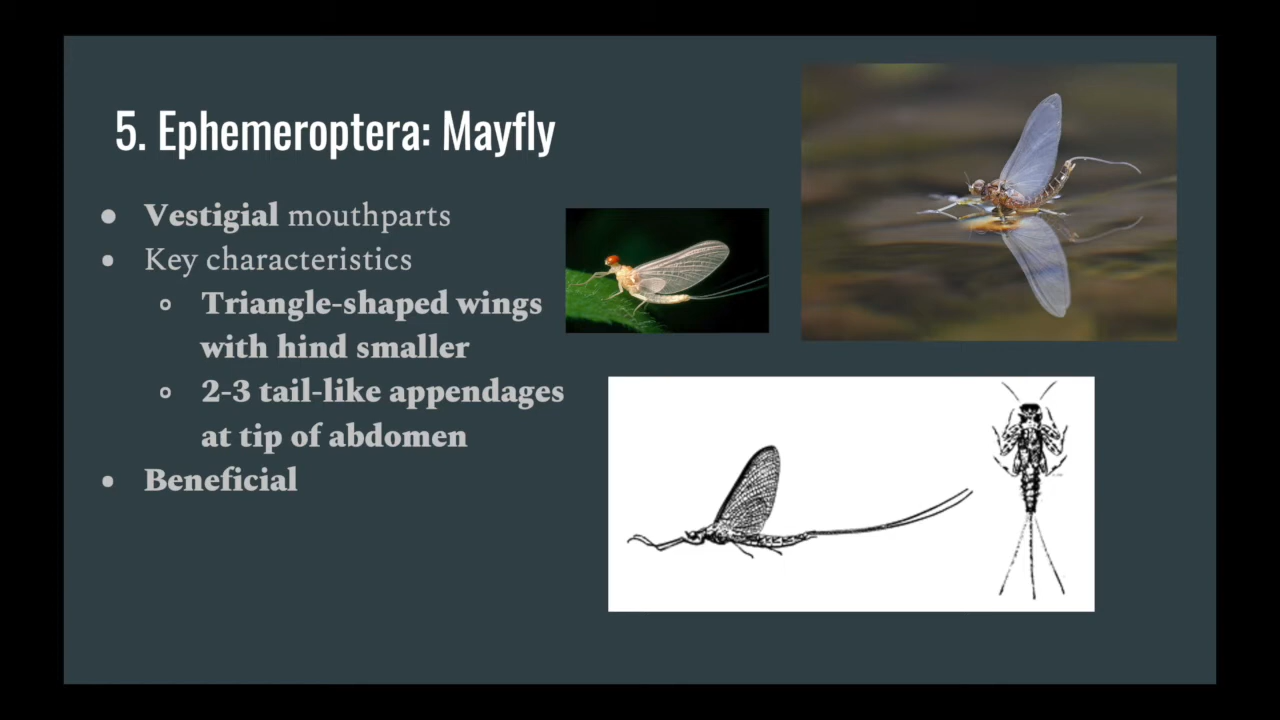 5. Ephemeroptera: Mayfly
● Vestigial mouthparts
● Key characteristics
○ Triangle-shaped wings
with hind smaller
○ 2-3 tail-like appendages
at tip of abdomen
● Beneficial